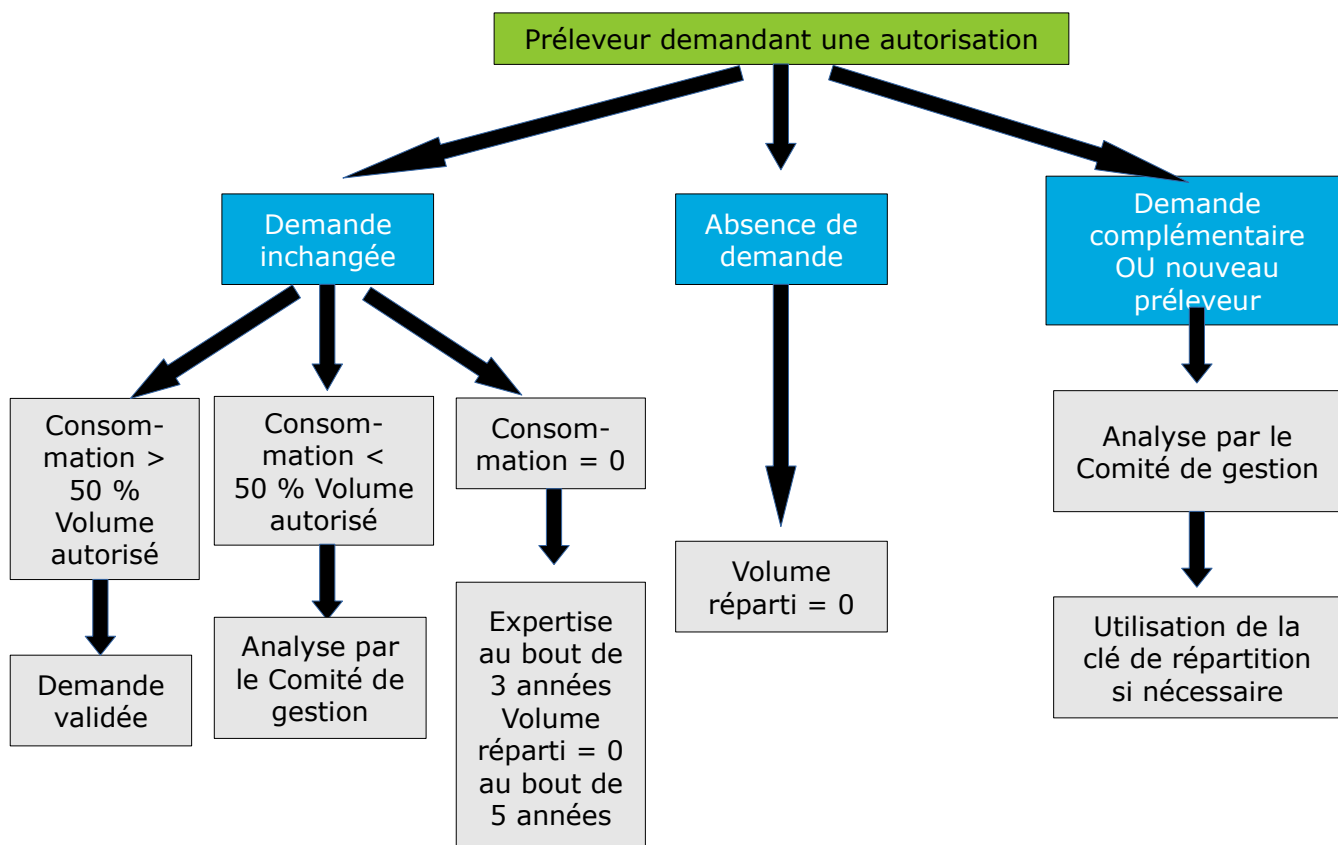 Préleveur demandant une autorisation
Demande
inchangée
Absence de
demande
Demande
complémentaire
OU nouveau
préleveur
Consom-
mation >
50 %
Volume
autorisé
Consom-
mation <
50 % Volume
autorisé
Consom-
mation = 0
Analyse par le
Comité de gestion
Demande
validée
Analyse par
le Comité de
gestion
Expertise
au bout de
3 années
Volume
réparti = 0
au bout de
5 années
Volume
réparti = 0
Utilisation de la
clé de répartition
si nécessaire